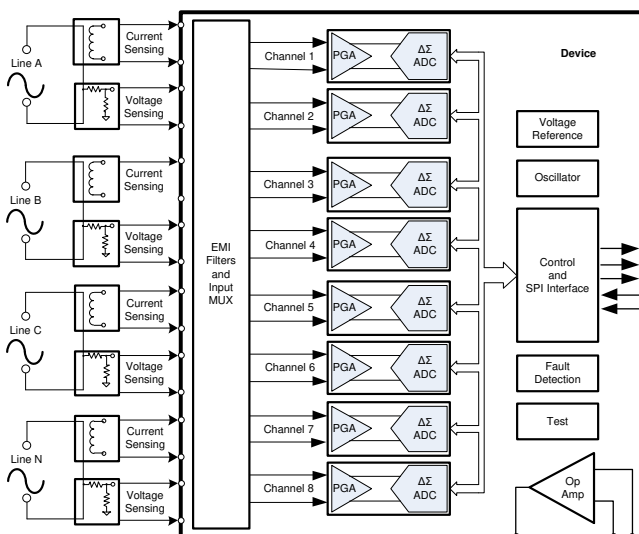 Line A
Current
Sensing
Voltage
Sensing
Line B
Current
Sensing
Voltage
Sensing
Line C
Current
Sensing
Voltage
Sensing
Line N
Current
Sensing
Voltage
Sensing
EMI
Filters
and
Input
MUX
Channel 1
PGA
ΔΣ
ADC
Channel 2
PGA
ΔΣ
ADC
Channel 3
PGA
ΔΣ
ADC
Channel 4
PGA
ΔΣ
ADC
Channel 5
PGA
ΔΣ
ADC
Channel 6
PGA
ΔΣ
ADC
Channel 7
PGA
ΔΣ
ADC
Channel 8
PGA
ΔΣ
ADC
Device
Voltage
Reference
Oscillator
Control
and
SPI Interface
Fault
Detection
Test
Op
Amp